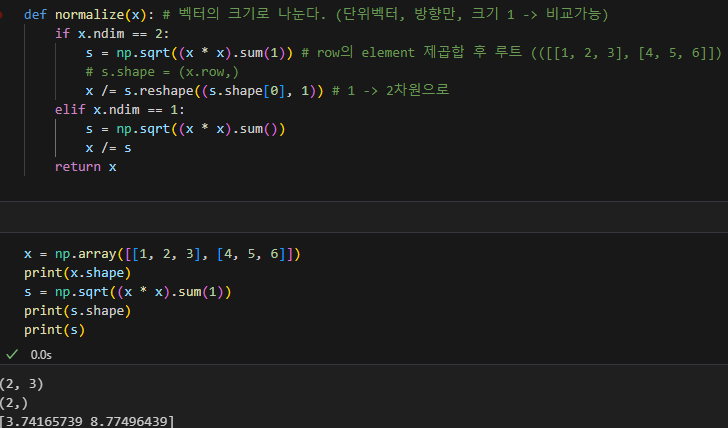 def normalize(x): # 벡터의 크기로 나눈다. (단위벡터, 방향만, 크기 1 -> 비교가능)
    if x.ndim == 2:
        s = np.sqrt((x * x).sum(1)) # row의 element 제곱합 후 루트 (([[1, 2, 3], [4, 5, 6]])
        # s.shape = (x.row,)
        x /= s.reshape((s.shape[0], 1)) # 1 -> 2차원으로
    elif x.ndim == 1:
        s = np.sqrt((x * x).sum())
        x /= s
    return x
x = np.array([[1, 2, 3], [4, 5, 6]])
print(x.shape)
s = np.sqrt((x * x).sum(1))
print(s.shape)
print(s)
✓ 0.0s
(2, 3)
(2,)
[3.74165739 8.77496439]